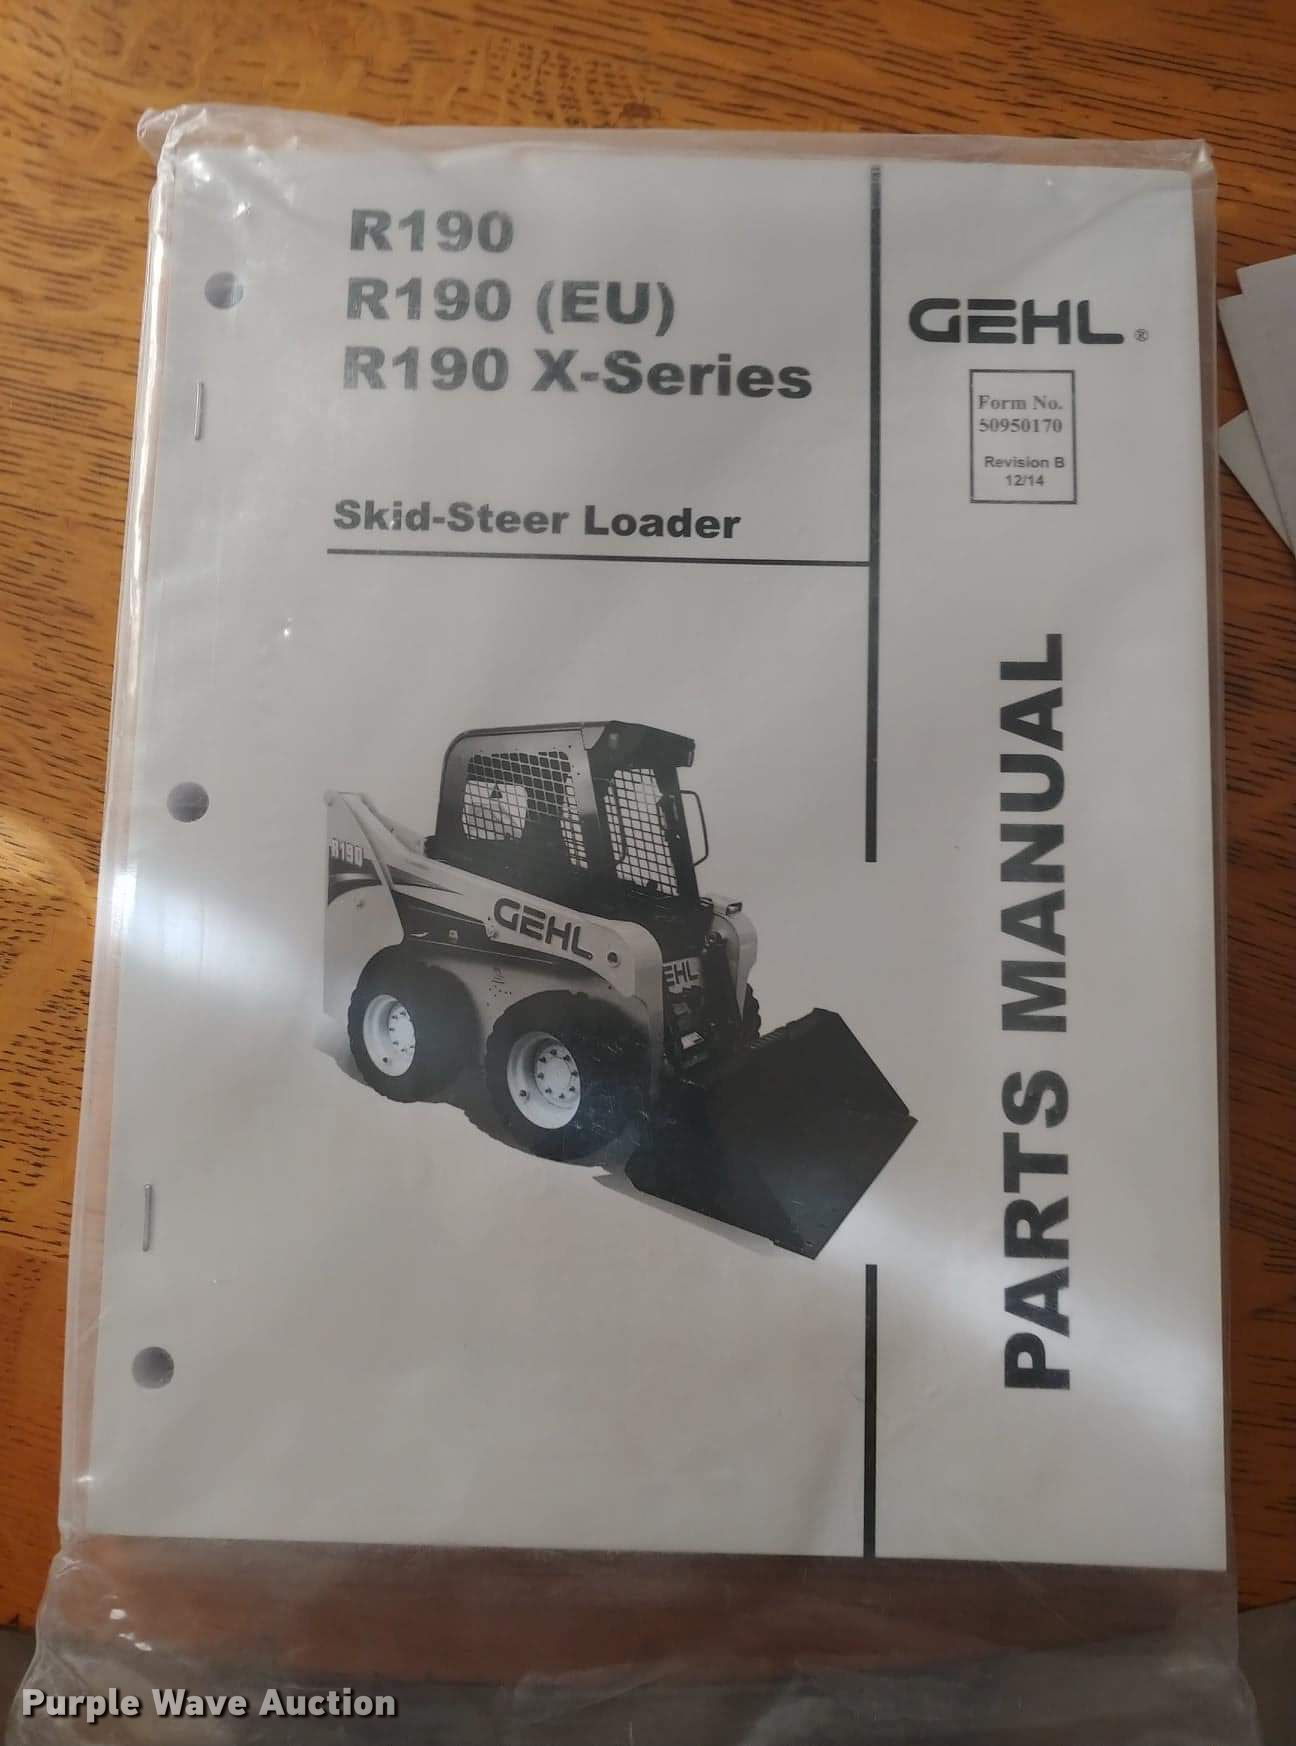 R190
R190 (EU)
R190 X-Series
Skid-Steer Loader
GEHL®
Form No.
50950170
Revision B
12/14
PARTS MANUAL
R190
GEHL
EHL
Purple Wave Auction